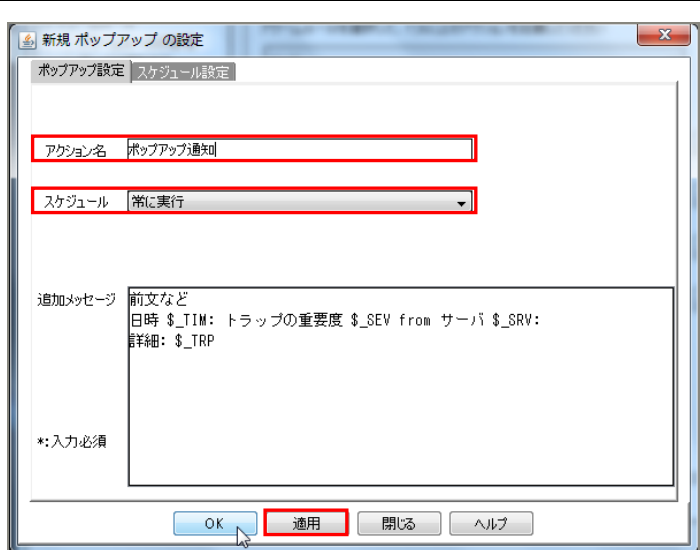 新規 ポップアップ の設定
ポップアップ設定 スケジュール設定
アクション名 ポップアップ通知
スケジュール 常に実行
追加メッセージ 前文など
日時 $_TIM: トラップの重要度 $_SEV from サーバ $_SRV:
詳細: $_TRP
*:入力必須
OK 適用 閉じる ヘルプ